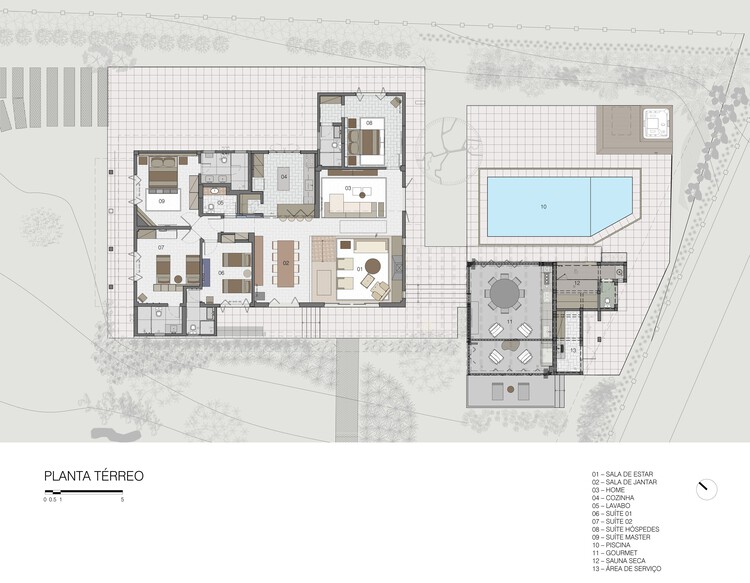 08
04
03
09
05
10
07
02
01
06
12
11
13
PLANTA TÉRREO
0 0.5 1 5
01 – SALA DE ESTAR
02 – SALA DE JANTAR
03 – HOME
04 – COZINHA
05 – LAVABO
06 – SUÍTE 01
07 – SUÍTE 02
08 – SUÍTE HÓSPEDES
09 – SUÍTE MASTER
10 – PISCINA
11 – GOURMET
12 – SAUNA SECA
13 – ÁREA DE SERVIÇO